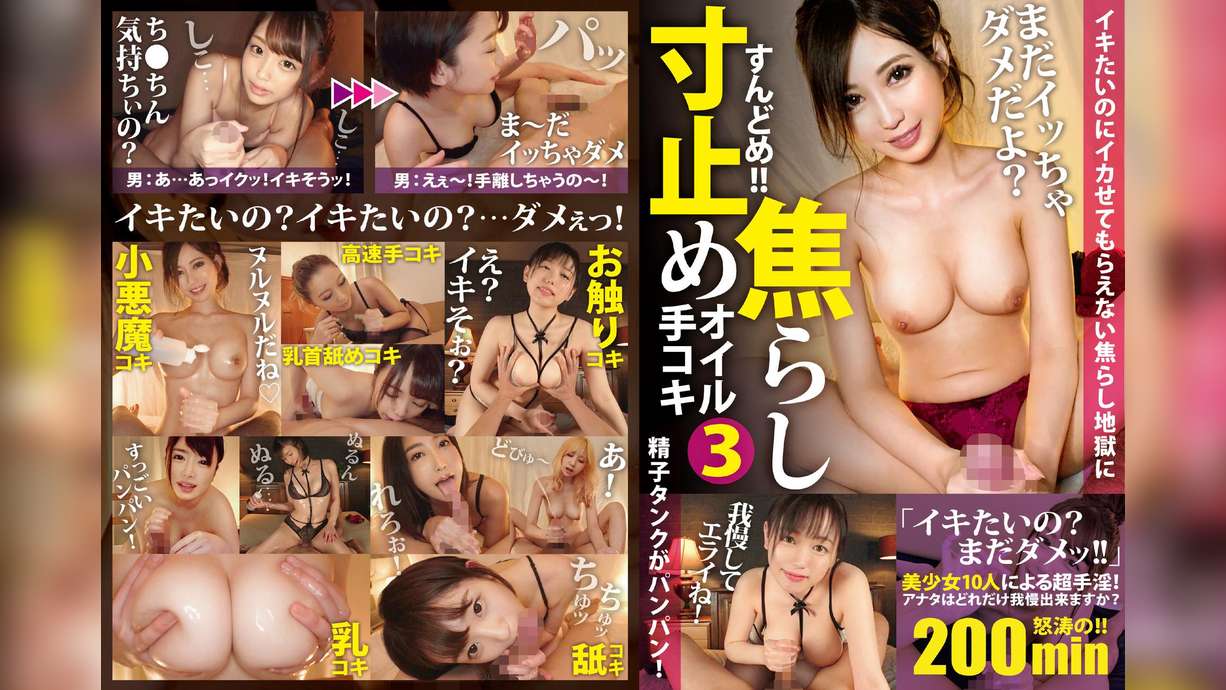 ち●ちん
気持ちぃの？
しこ…
しこ…
男：あ…あっイクッ！イキそうッ！
パッ
ま〜だ
イッちゃダメ
男：えぇ〜！手離しちゃうの〜！
イキたいの？イキたいの？…ダメぇっ！
小悪魔コキ
ヌルヌルだね♡
高速手コキ
乳首舐めコキ
え？
イキそぉ？
お触りコキ
すっごい
パンパン！
ぬる…
ぬるん
れろぉ！
どぴゅ〜
あ！
乳コキ
ちゅッ
ちゅッ
舐コキ
イキたいのにイカせてもらえない焦らし地獄に
精子タンクがパンパン！
まだイッちゃ
ダメだよ？
すんどめ!!
寸止め
焦らし
オイル
手コキ
3
我慢して
エライね！
「イキたいの？
まだダメッ!!」
美少女10人による超手淫！
アナタはどれだけ我慢出来ますか？
怒涛の!!
200min